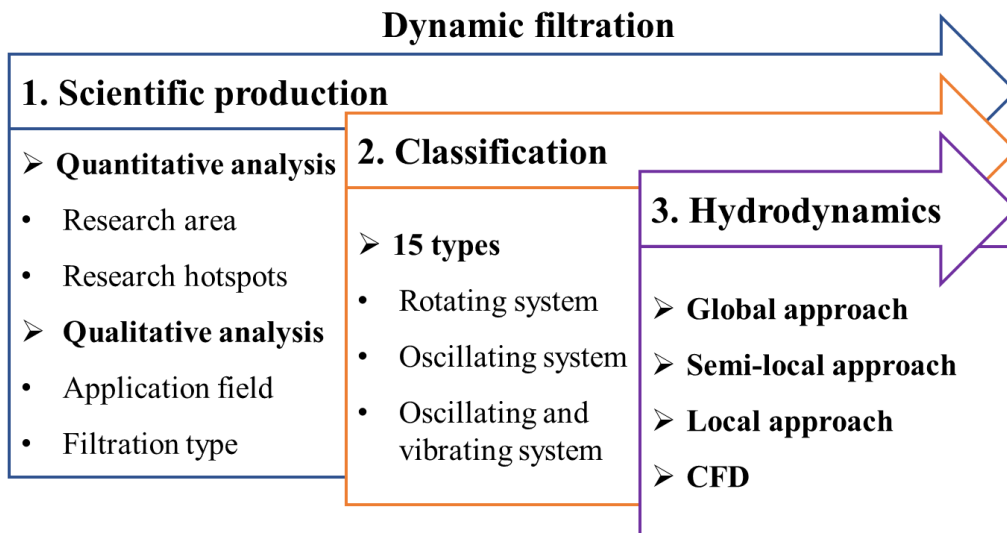 Dynamic filtration
1. Scientific production
➢ Quantitative analysis
• Research area
• Research hotspots
➢ Qualitative analysis
• Application field
• Filtration type
2. Classification
➢ 15 types
• Rotating system
• Oscillating system
• Oscillating and
vibrating system
3. Hydrodynamics
➢ Global approach
➢ Semi-local approach
➢ Local approach
➢ CFD